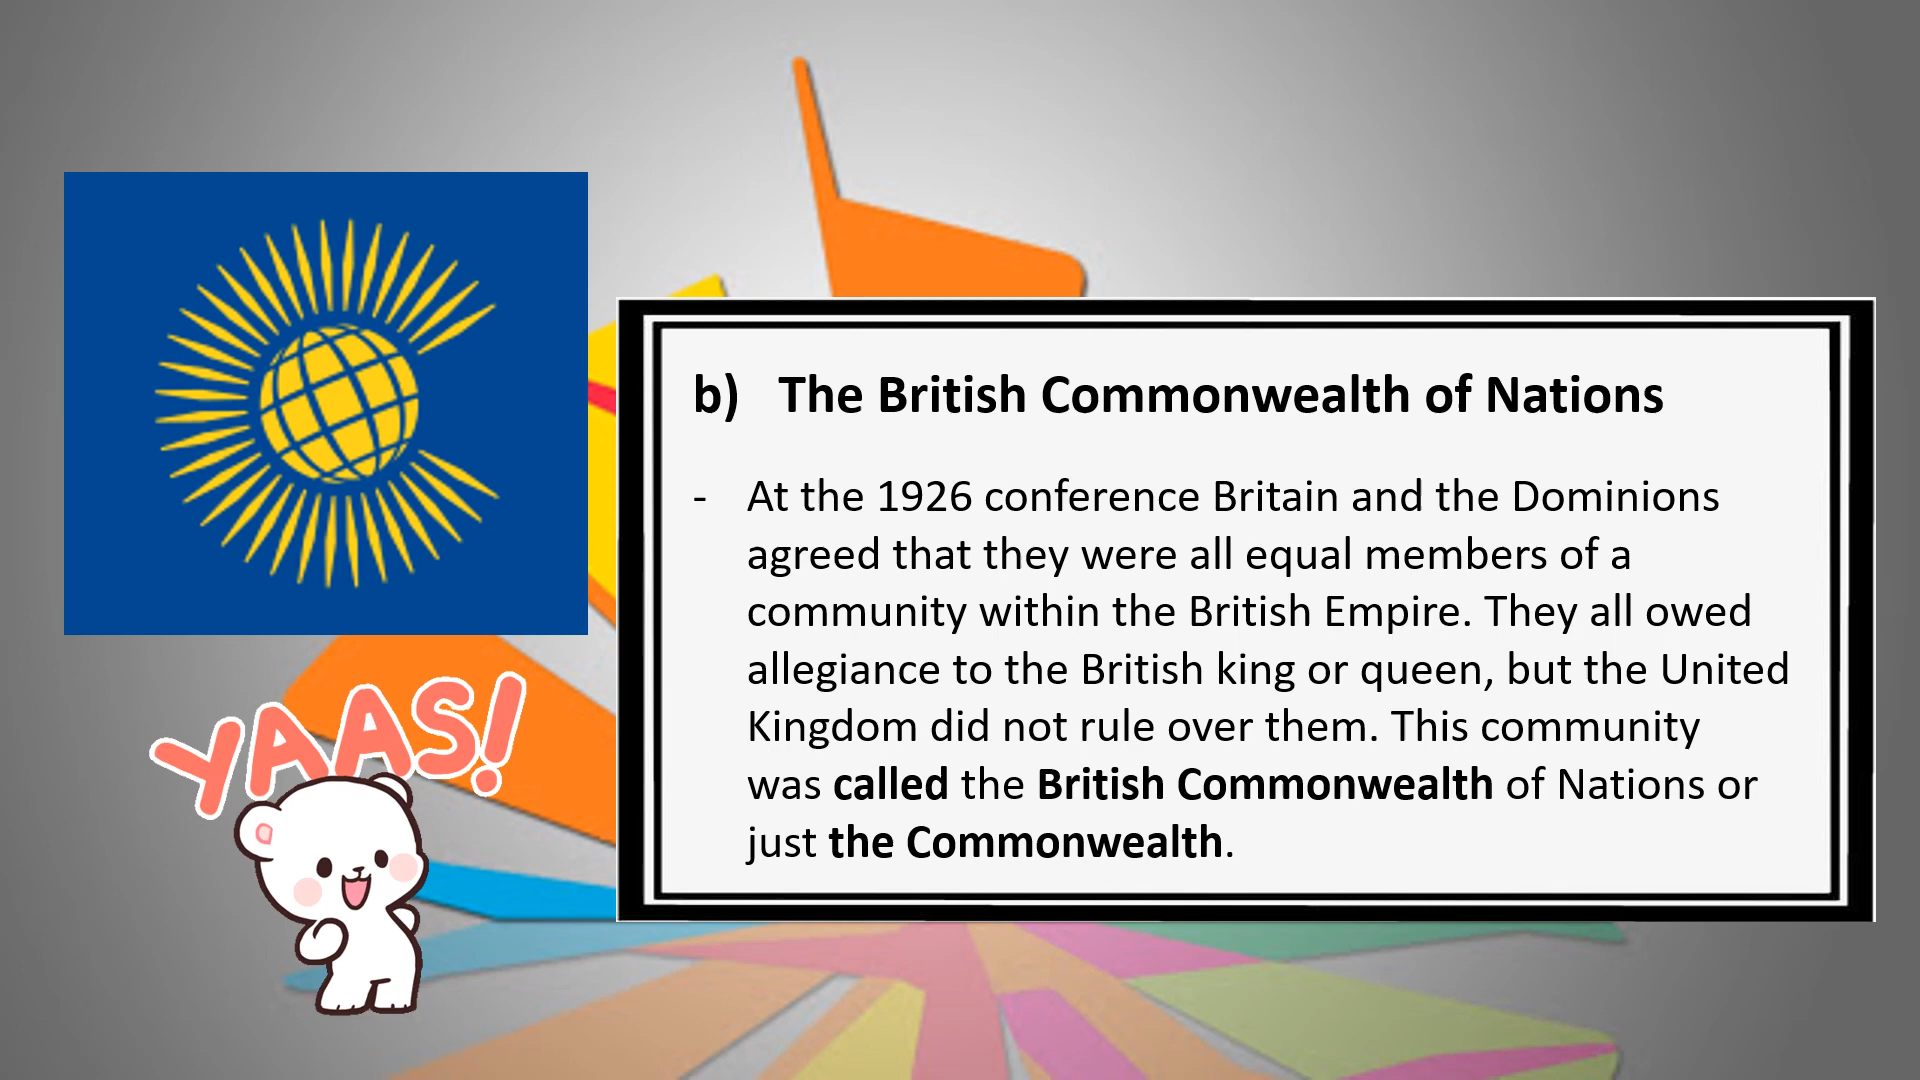 b) The British Commonwealth of Nations
- At the 1926 conference Britain and the Dominions
agreed that they were all equal members of a
community within the British Empire. They all owed
allegiance to the British king or queen, but the United
Kingdom did not rule over them. This community
was called the British Commonwealth of Nations or
just the Commonwealth.
YAAS!